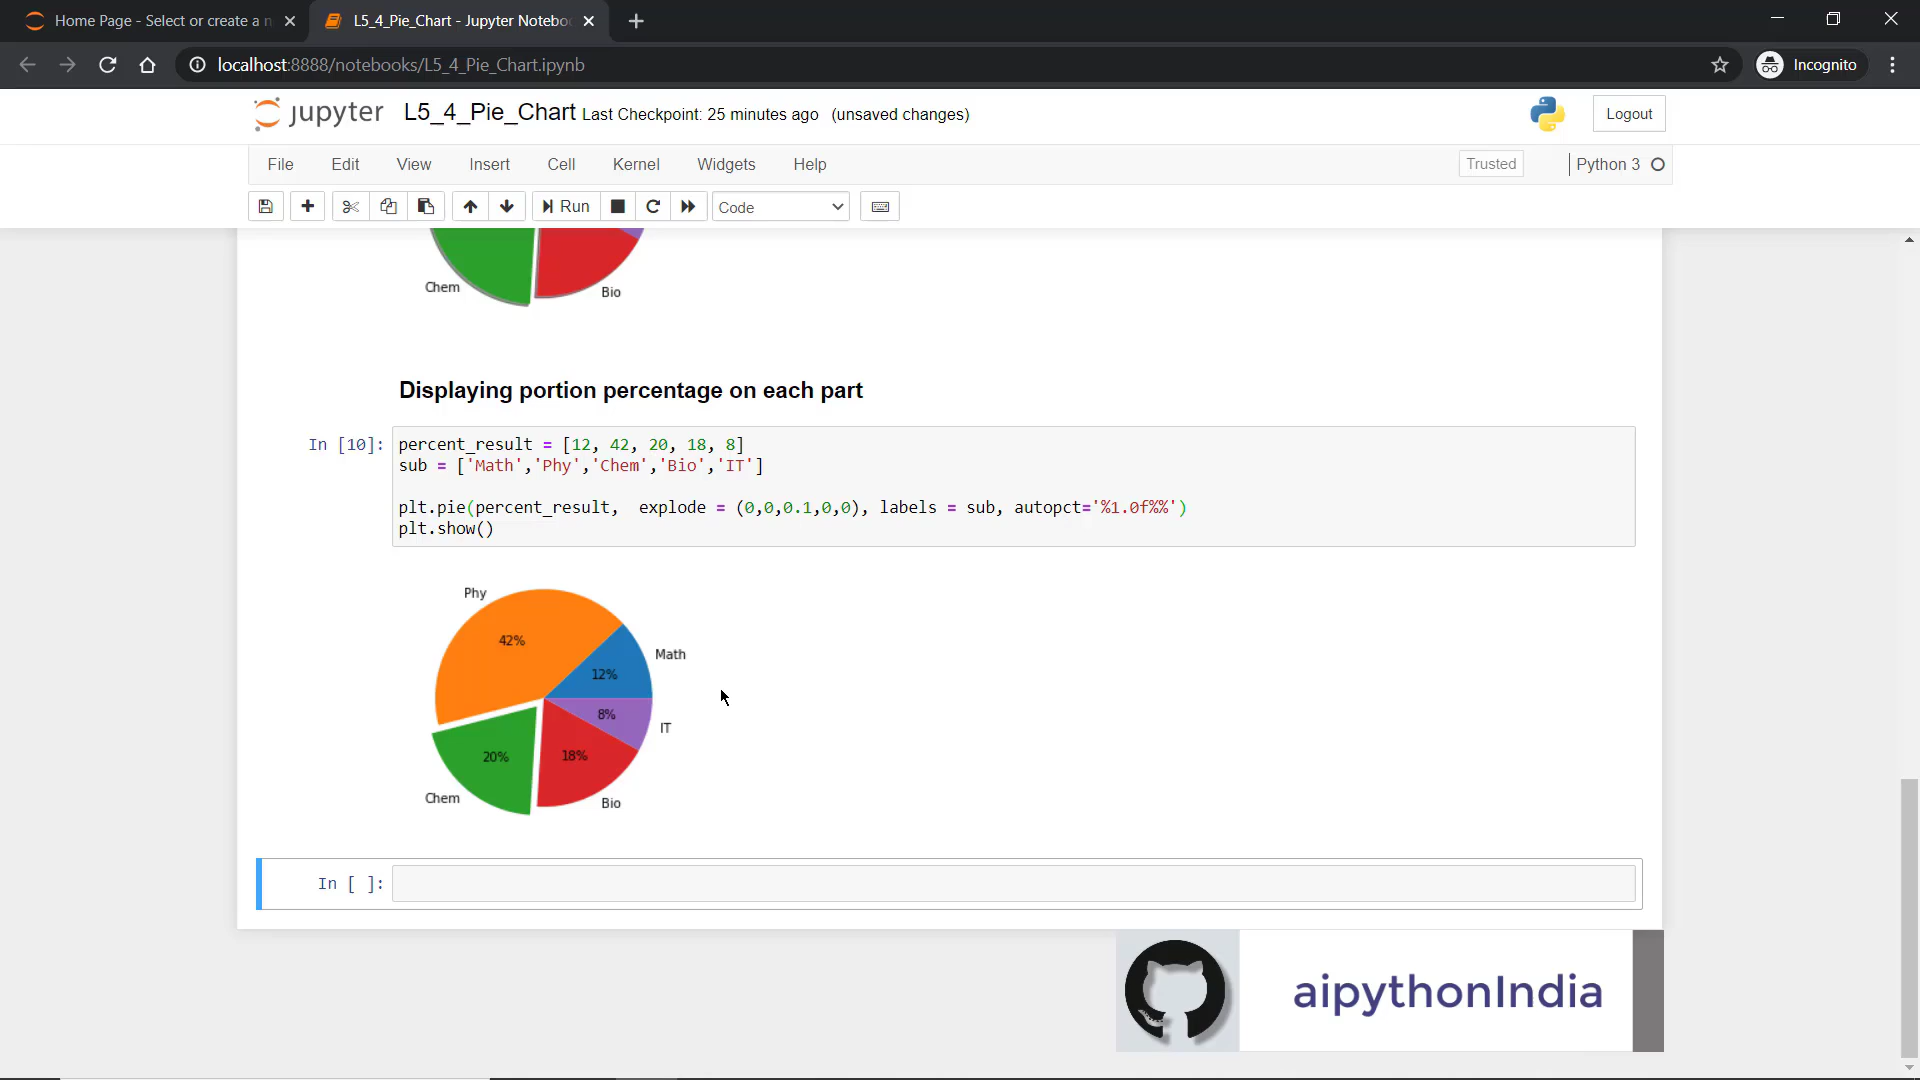 Home Page - Select or create a n
L5_4_Pie_Chart - Jupyter Notebo
localhost:8888/notebooks/L5_4_Pie_Chart.ipynb
Incognito
jupyter L5_4_Pie_Chart Last Checkpoint: 25 minutes ago (unsaved changes)
Logout
File Edit View Insert Cell Kernel Widgets Help
Trusted
Python 3
Run
Code
Chem
Bio
Displaying portion percentage on each part
In [10]:
percent_result = [12, 42, 20, 18, 8]
sub = ['Math','Phy','Chem','Bio','IT']
plt.pie(percent_result,  explode = (0,0,0.1,0,0), labels = sub, autopct='%1.0f%%')
plt.show()
Phy
42%
Math
12%
8%
IT
20%
18%
Chem
Bio
In [ ]:
aipythonIndia